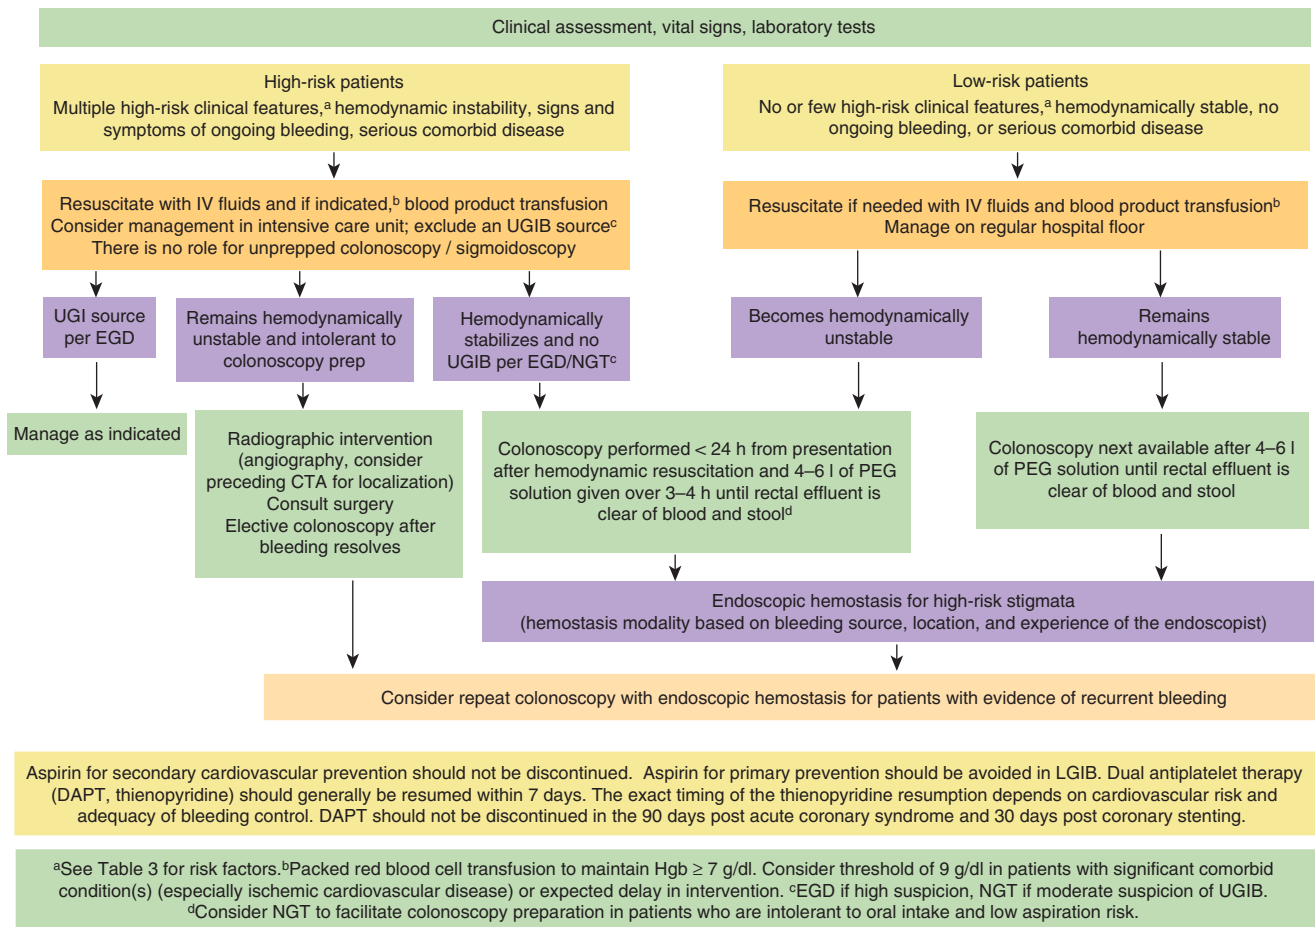 Clinical assessment, vital signs, laboratory tests
High-risk patients
Multiple high-risk clinical features,ᵃ hemodynamic instability, signs and
symptoms of ongoing bleeding, serious comorbid disease
Low-risk patients
No or few high-risk clinical features,ᵃ hemodynamically stable, no
ongoing bleeding, or serious comorbid disease
Resuscitate with IV fluids and if indicated,ᵇ blood product transfusion
Consider management in intensive care unit; exclude an UGIB sourceᶜ
There is no role for unprepped colonoscopy / sigmoidoscopy
Resuscitate if needed with IV fluids and blood product transfusionᵇ
Manage on regular hospital floor
UGI source
per EGD
Remains hemodynamically
unstable and intolerant to
colonoscopy prep
Hemodynamically
stabilizes and no
UGIB per EGD/NGTᶜ
Becomes hemodynamically
unstable
Remains
hemodynamically stable
Manage as indicated
Radiographic intervention
(angiography, consider
preceding CTA for localization)
Consult surgery
Elective colonoscopy after
bleeding resolves
Colonoscopy performed < 24 h from presentation
after hemodynamic resuscitation and 4–6 l of PEG
solution given over 3–4 h until rectal effluent is
clear of blood and stoolᵈ
Colonoscopy next available after 4–6 l
of PEG solution until rectal effluent is
clear of blood and stool
Endoscopic hemostasis for high-risk stigmata
(hemostasis modality based on bleeding source, location, and experience of the endoscopist)
Consider repeat colonoscopy with endoscopic hemostasis for patients with evidence of recurrent bleeding
Aspirin for secondary cardiovascular prevention should not be discontinued. Aspirin for primary prevention should be avoided in LGIB. Dual antiplatelet therapy
(DAPT, thienopyridine) should generally be resumed within 7 days. The exact timing of the thienopyridine resumption depends on cardiovascular risk and
adequacy of bleeding control. DAPT should not be discontinued in the 90 days post acute coronary syndrome and 30 days post coronary stenting.
ᵃSee Table 3 for risk factors.ᵇPacked red blood cell transfusion to maintain Hgb ≥ 7 g/dl. Consider threshold of 9 g/dl in patients with significant comorbid
condition(s) (especially ischemic cardiovascular disease) or expected delay in intervention. ᶜEGD if high suspicion, NGT if moderate suspicion of UGIB.
ᵈConsider NGT to facilitate colonoscopy preparation in patients who are intolerant to oral intake and low aspiration risk.